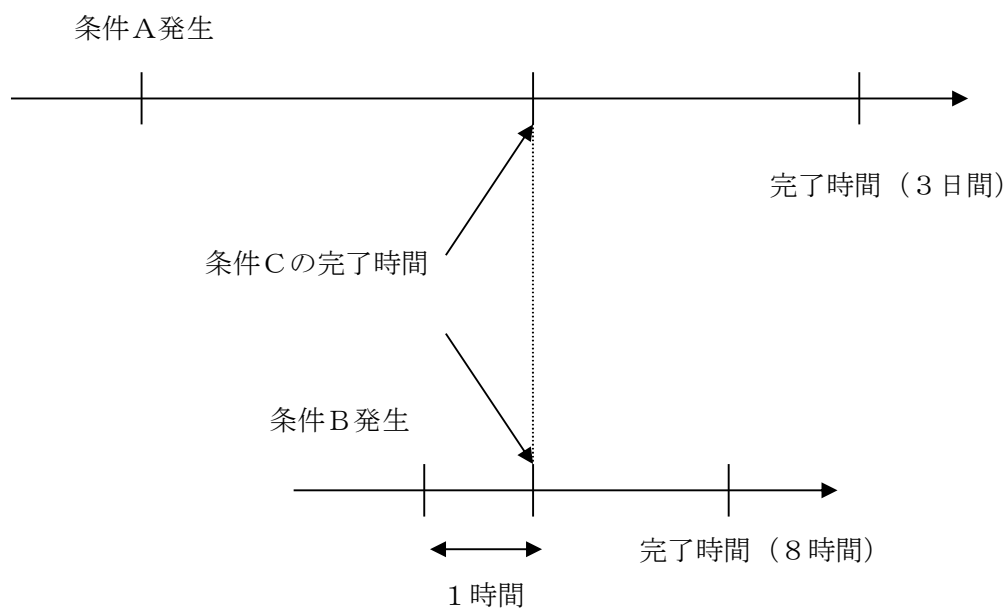 条件Ａ発生
完了時間（３日間）
条件Ｃの完了時間
条件Ｂ発生
完了時間（８時間）
１時間